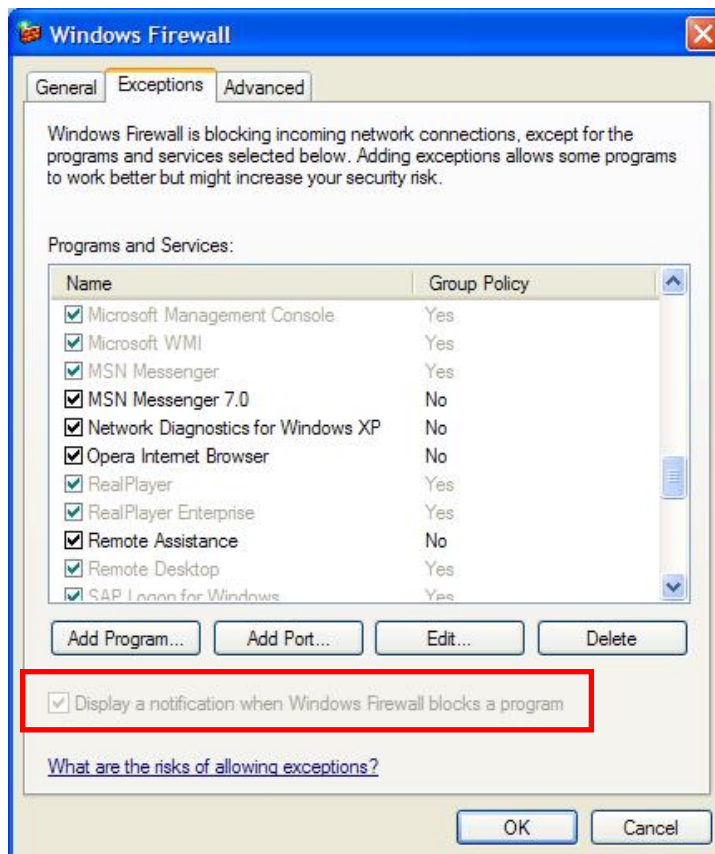 Windows Firewall
General Exceptions Advanced
Windows Firewall is blocking incoming network connections, except for the
programs and services selected below. Adding exceptions allows some programs
to work better but might increase your security risk.
Programs and Services:
Name Group Policy
Microsoft Management Console Yes
Microsoft WMI Yes
MSN Messenger Yes
MSN Messenger 7.0 No
Network Diagnostics for Windows XP No
Opera Internet Browser No
RealPlayer Yes
RealPlayer Enterprise Yes
Remote Assistance No
Remote Desktop Yes
SAP Logon for Windows Yes
Add Program... Add Port... Edit... Delete
Display a notification when Windows Firewall blocks a program
What are the risks of allowing exceptions?
OK Cancel